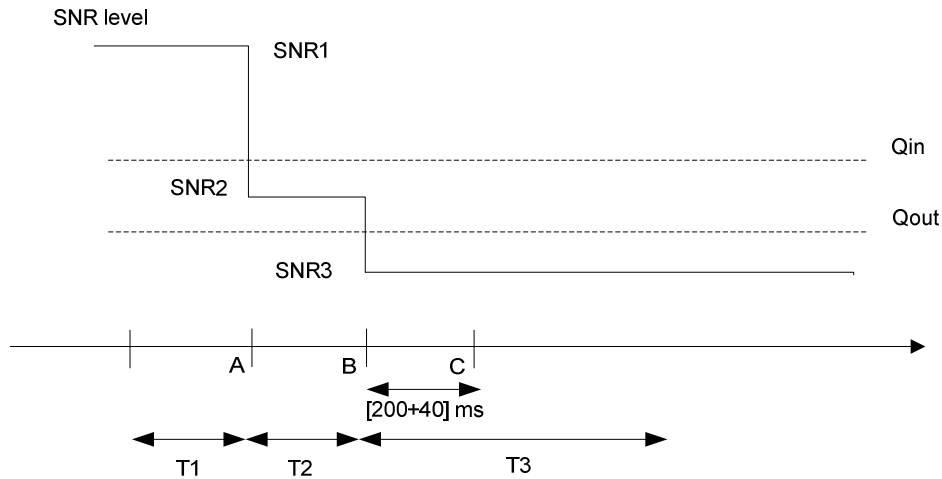 SNR level
SNR1
Qin
SNR2
Qout
SNR3
A
B
C
[200+40] ms
T1
T2
T3